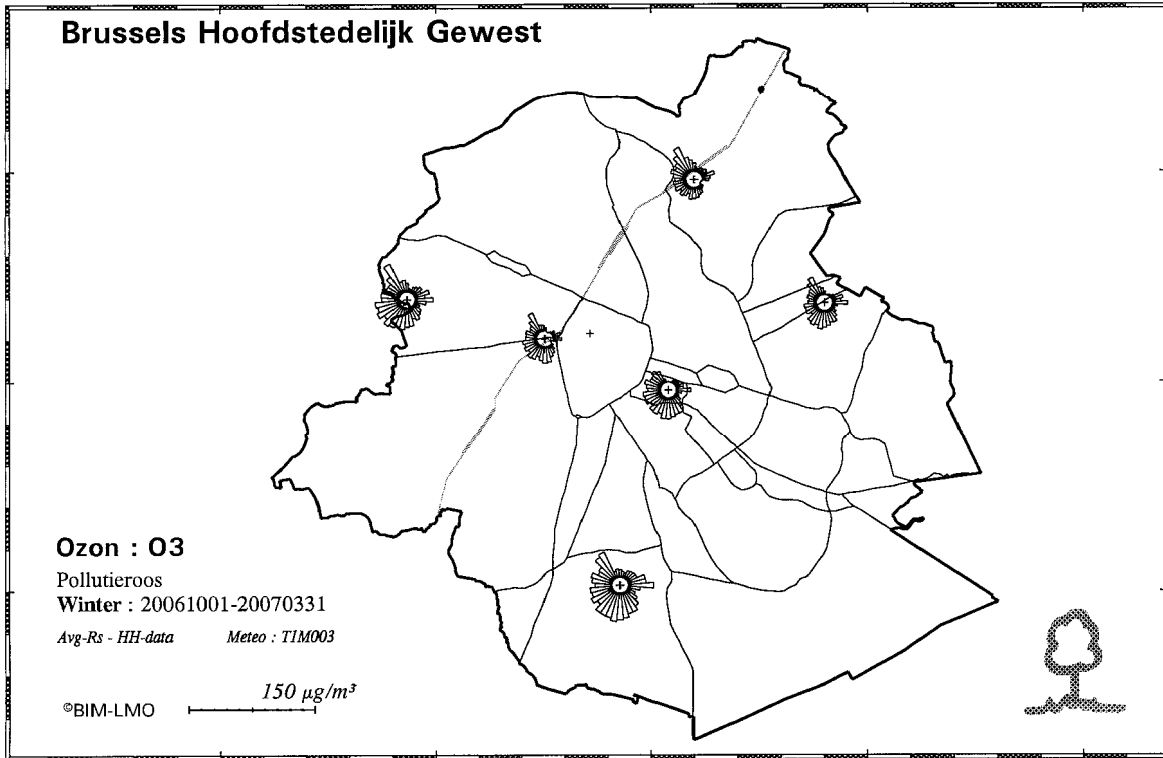 Brussels Hoofdstedelijk Gewest
Ozon : O3
Pollutieroos
Winter : 20061001-20070331
Avg-Rs - HH-data Meteo : T1M003
150 µg/m³
©BIM-LMO